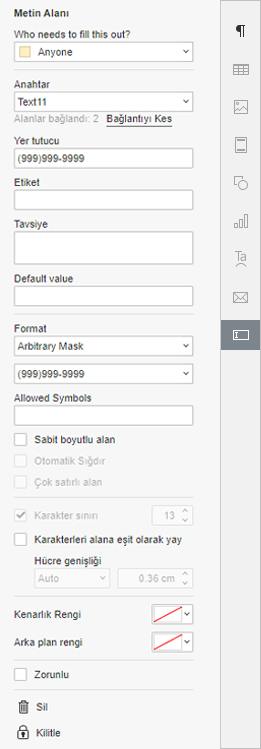 Metin Alanı
Who needs to fill this out?
Anyone
Anahtar
Text11
Alanlar bağlandı: 2 Bağlantıyı Kes
Yer tutucu
(999)999-9999
Etiket
Tavsiye
Default value
Format
Arbitrary Mask
(999)999-9999
Allowed Symbols
Sabit boyutlu alan
Otomatik Sığdır
Çok satırlı alan
Karakter sınırı 13
Karakterleri alana eşit olarak yay
Hücre genişliği
Auto 0.36 cm
Kenarlık Rengi
Arka plan rengi
Zorunlu
Sil
Kilitle
Ta